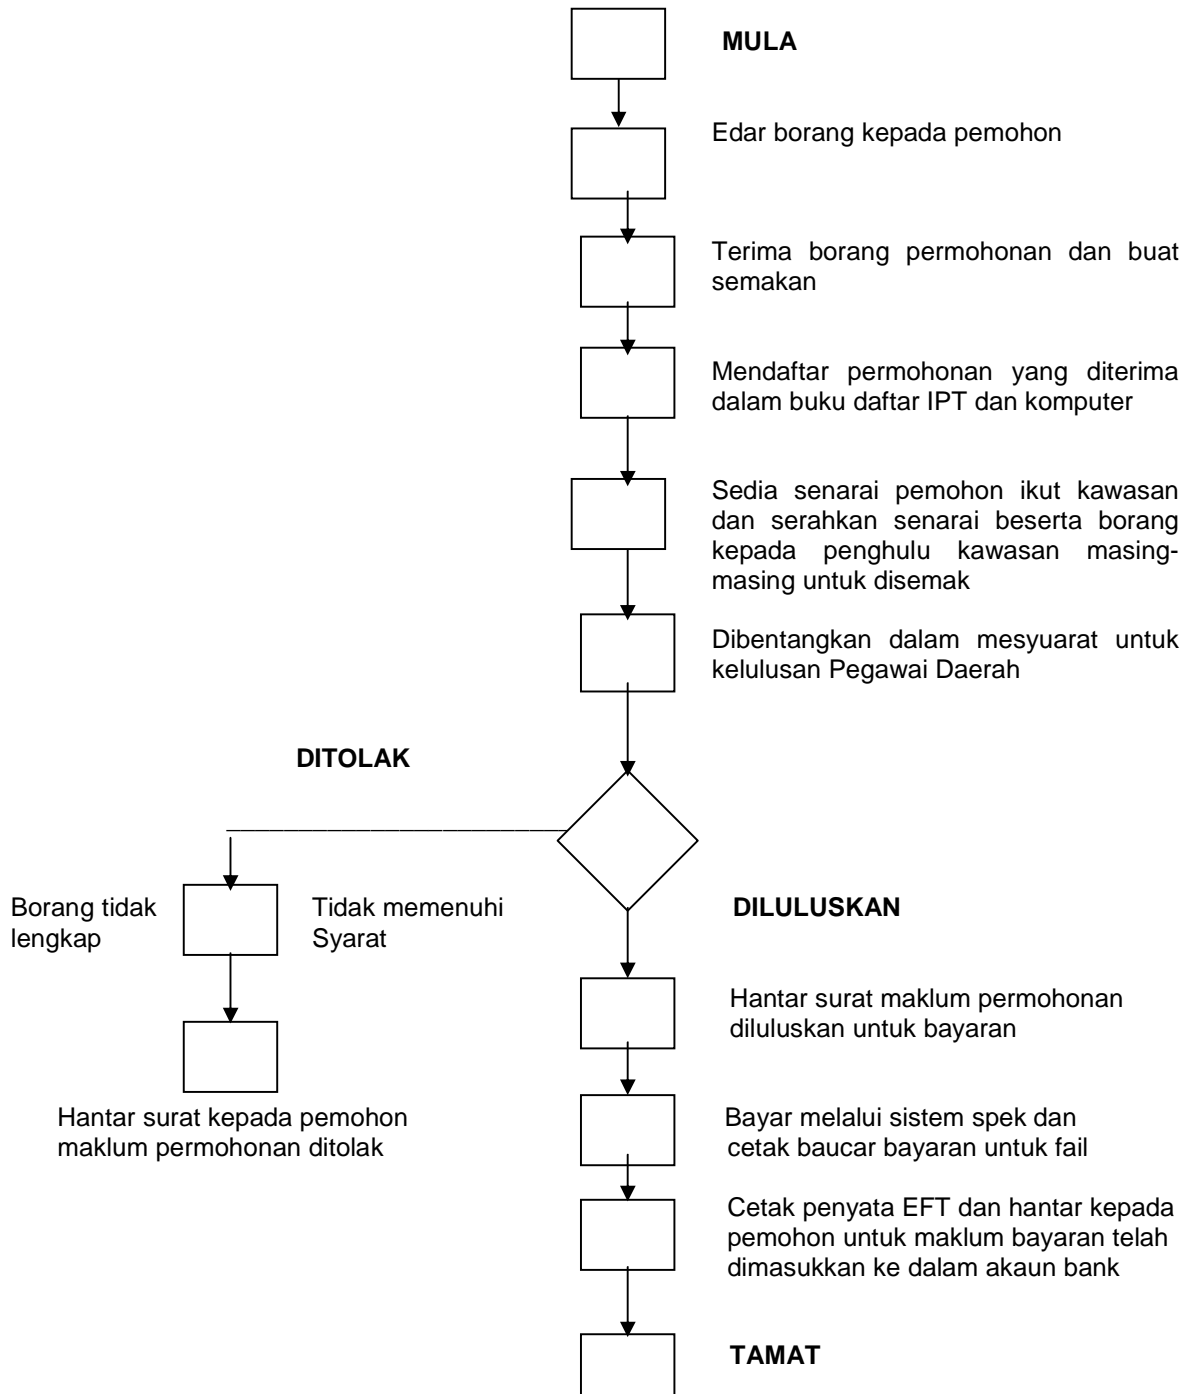 MULA
Edar borang kepada pemohon
Terima borang permohonan dan buat
semakan
Mendaftar permohonan yang diterima
dalam buku daftar IPT dan komputer
Sedia senarai pemohon ikut kawasan
dan serahkan senarai beserta borang
kepada penghulu kawasan masing-
masing untuk disemak
Dibentangkan dalam mesyuarat untuk
kelulusan Pegawai Daerah
DITOLAK
Borang tidak
lengkap
Tidak memenuhi
Syarat
Hantar surat kepada pemohon
maklum permohonan ditolak
DILULUSKAN
Hantar surat maklum permohonan
diluluskan untuk bayaran
Bayar melalui sistem spek dan
cetak baucar bayaran untuk fail
Cetak penyata EFT dan hantar kepada
pemohon untuk maklum bayaran telah
dimasukkan ke dalam akaun bank
TAMAT